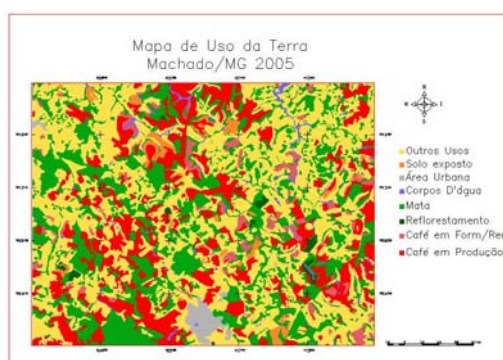 Mapa de Uso da Terra
Machado/MG 2005
N
S
Outros Usos
Solo exposto
Área Urbana
Corpos D'água
Mata
Reflorestamento
Café em Form/Ren
Café em Produção